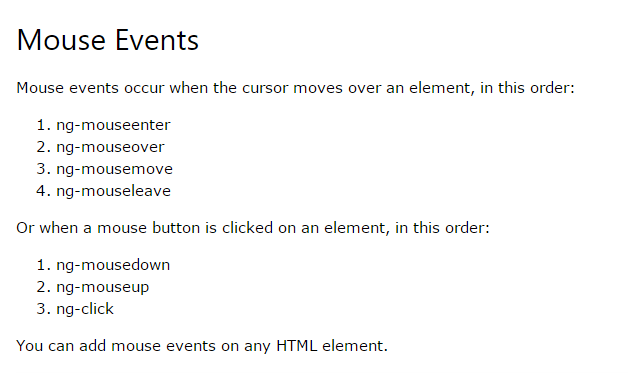 Mouse Events
Mouse events occur when the cursor moves over an element, in this order:
1. ng-mouseenter
2. ng-mouseover
3. ng-mousemove
4. ng-mouseleave
Or when a mouse button is clicked on an element, in this order:
1. ng-mousedown
2. ng-mouseup
3. ng-click
You can add mouse events on any HTML element.